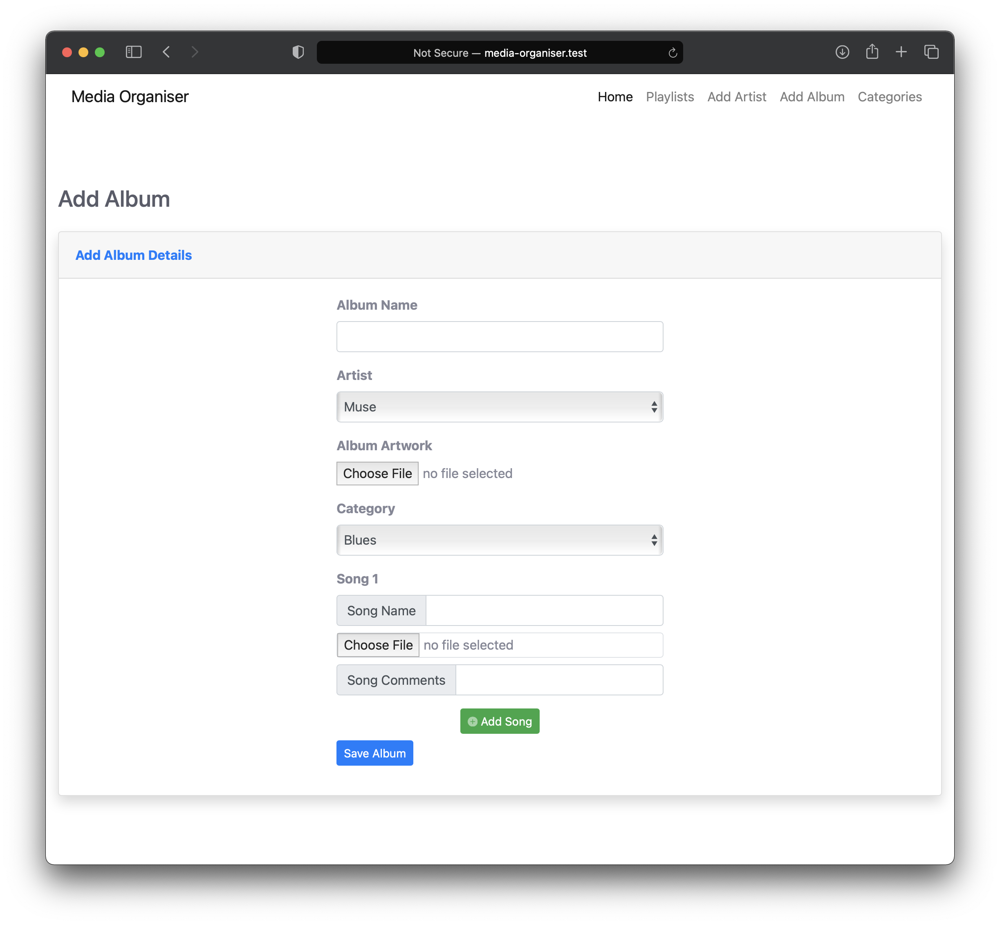 Not Secure — media-organiser.test
Media Organiser
Home Playlists Add Artist Add Album Categories
Add Album
Add Album Details
Album Name
Artist
Muse
Album Artwork
Choose File no file selected
Category
Blues
Song 1
Song Name
Choose File no file selected
Song Comments
Add Song
Save Album